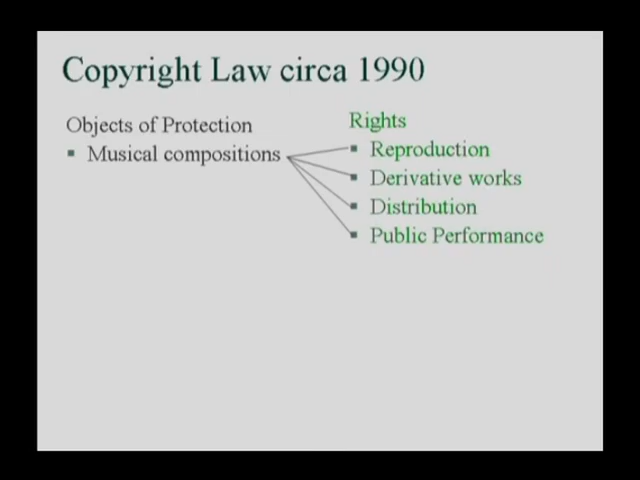 Copyright Law circa 1990
Objects of Protection
▪ Musical compositions
Rights
▪ Reproduction
▪ Derivative works
▪ Distribution
▪ Public Performance